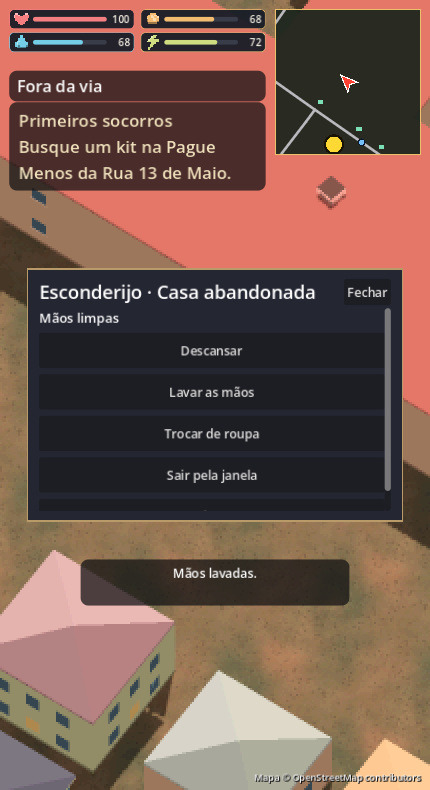 100
68
68
72
Fora da via
Primeiros socorros
Busque um kit na Pague
Menos da Rua 13 de Maio.
Esconderijo · Casa abandonada
Fechar
Mãos limpas
Descansar
Lavar as mãos
Trocar de roupa
Sair pela janela
Mãos lavadas.
Mapa © OpenStreetMap contributors